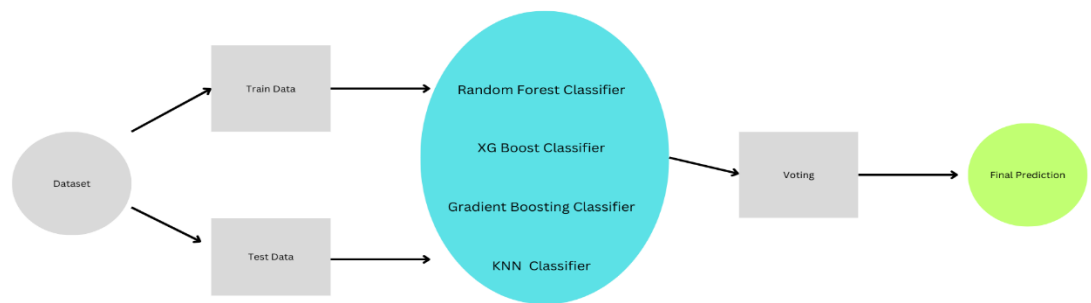 Dataset
Train Data
Test Data
Random Forest Classifier
XG Boost Classifier
Gradient Boosting Classifier
KNN Classifier
Voting
Final Prediction